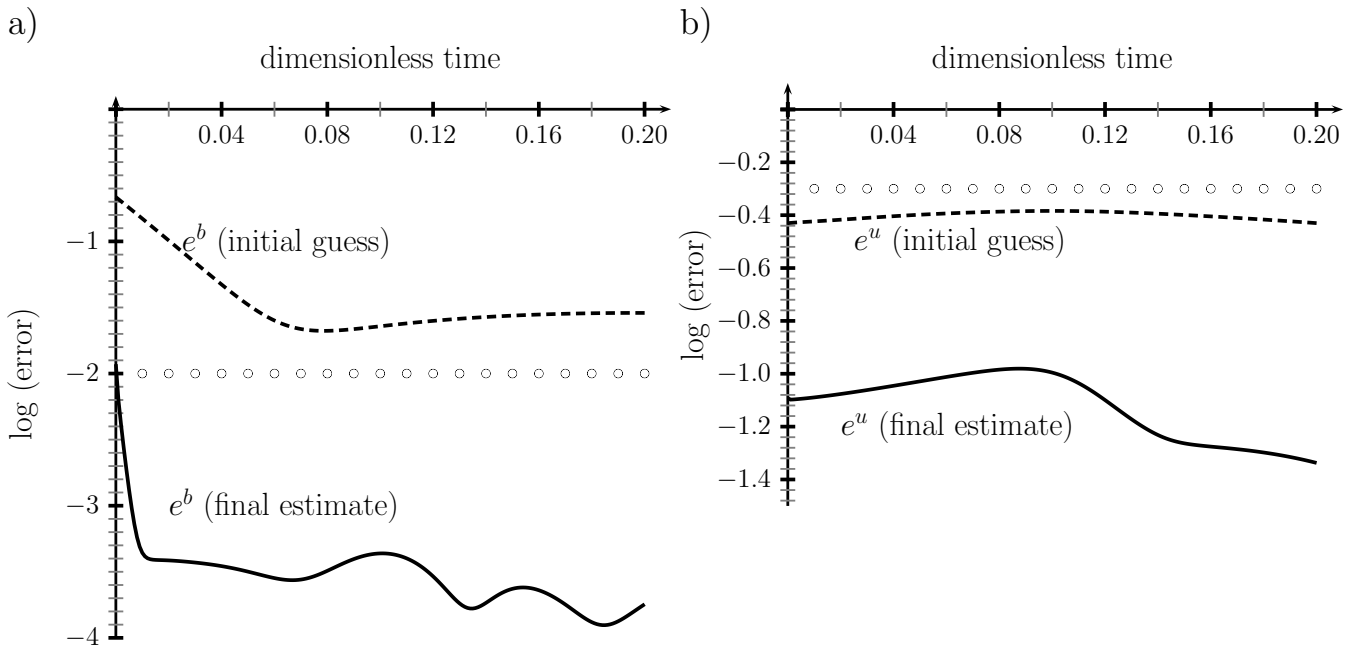 a)
dimensionless time
0.04 0.08 0.12 0.16 0.20
−1
−2
−3
−4
log (error)
e^b (initial guess)
e^b (final estimate)
b)
dimensionless time
0.04 0.08 0.12 0.16 0.20
−0.2
−0.4
−0.6
−0.8
−1.0
−1.2
−1.4
log (error)
e^u (initial guess)
e^u (final estimate)